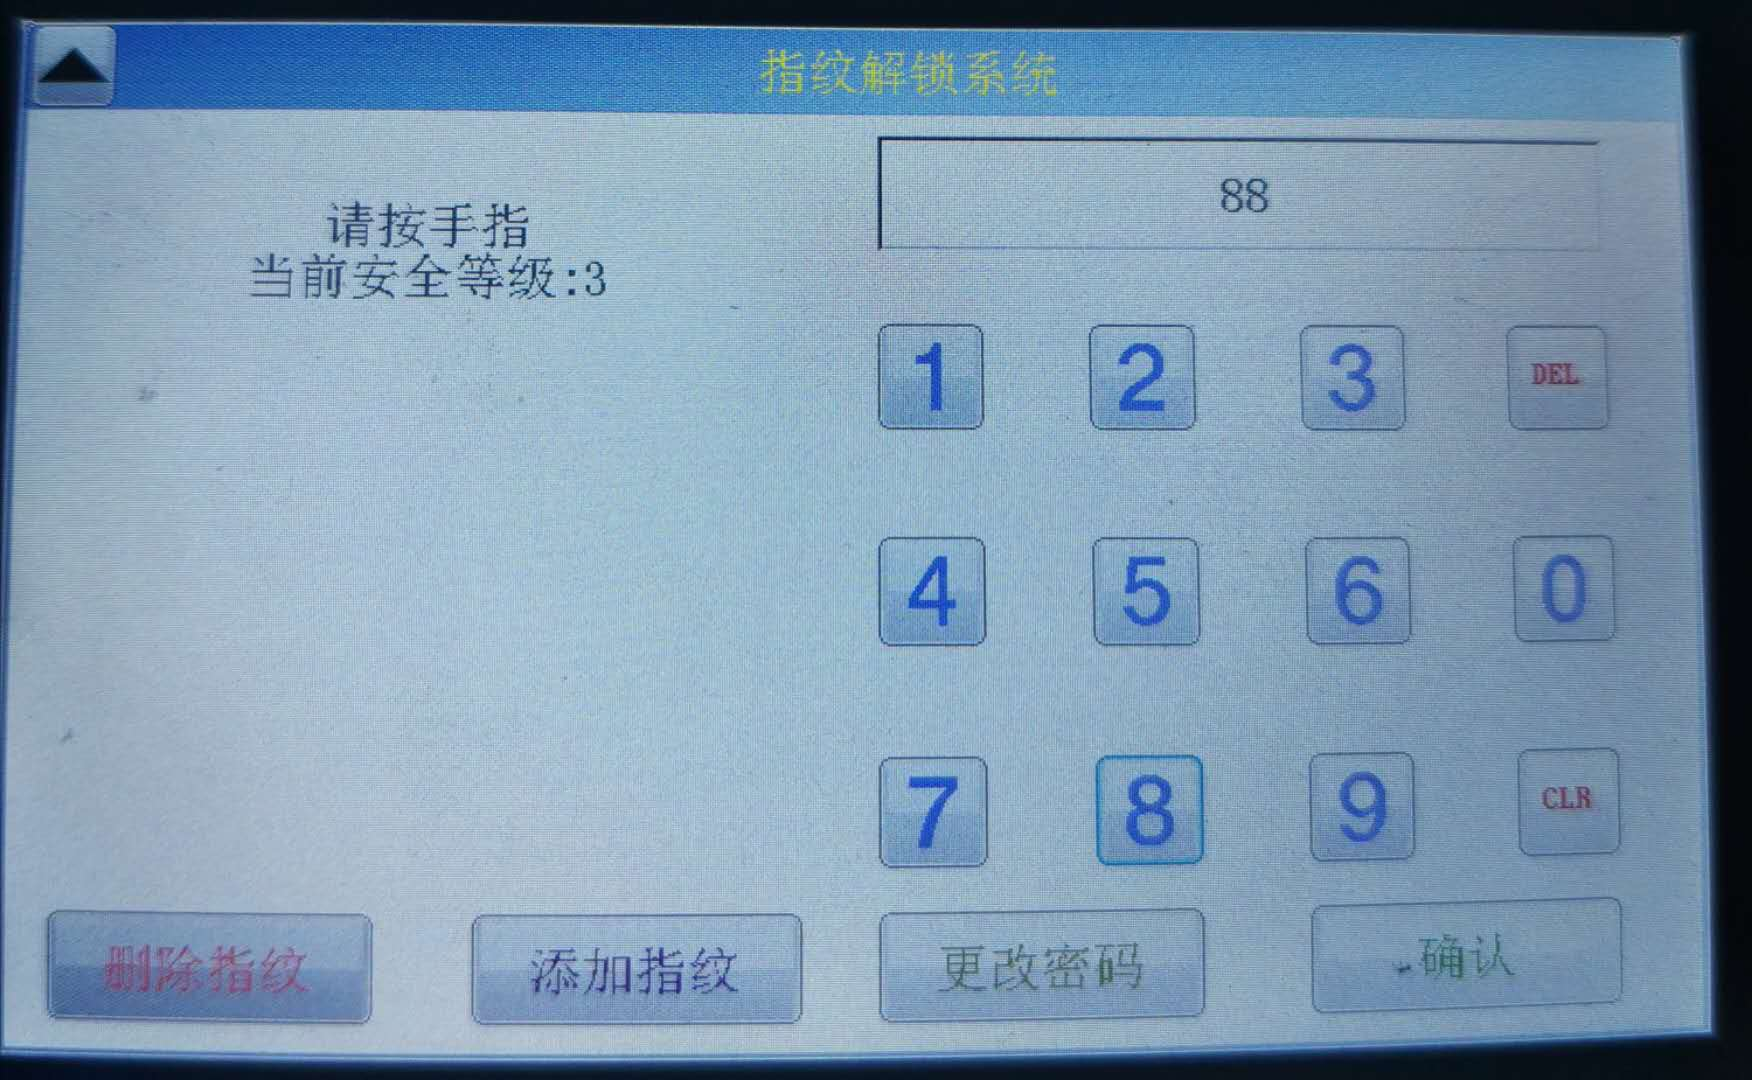 指纹解锁系统
请按手指
当前安全等级:3
88
1 2 3 DEL
4 5 6 0
7 8 9 CLR
删除指纹 添加指纹 更改密码 确认